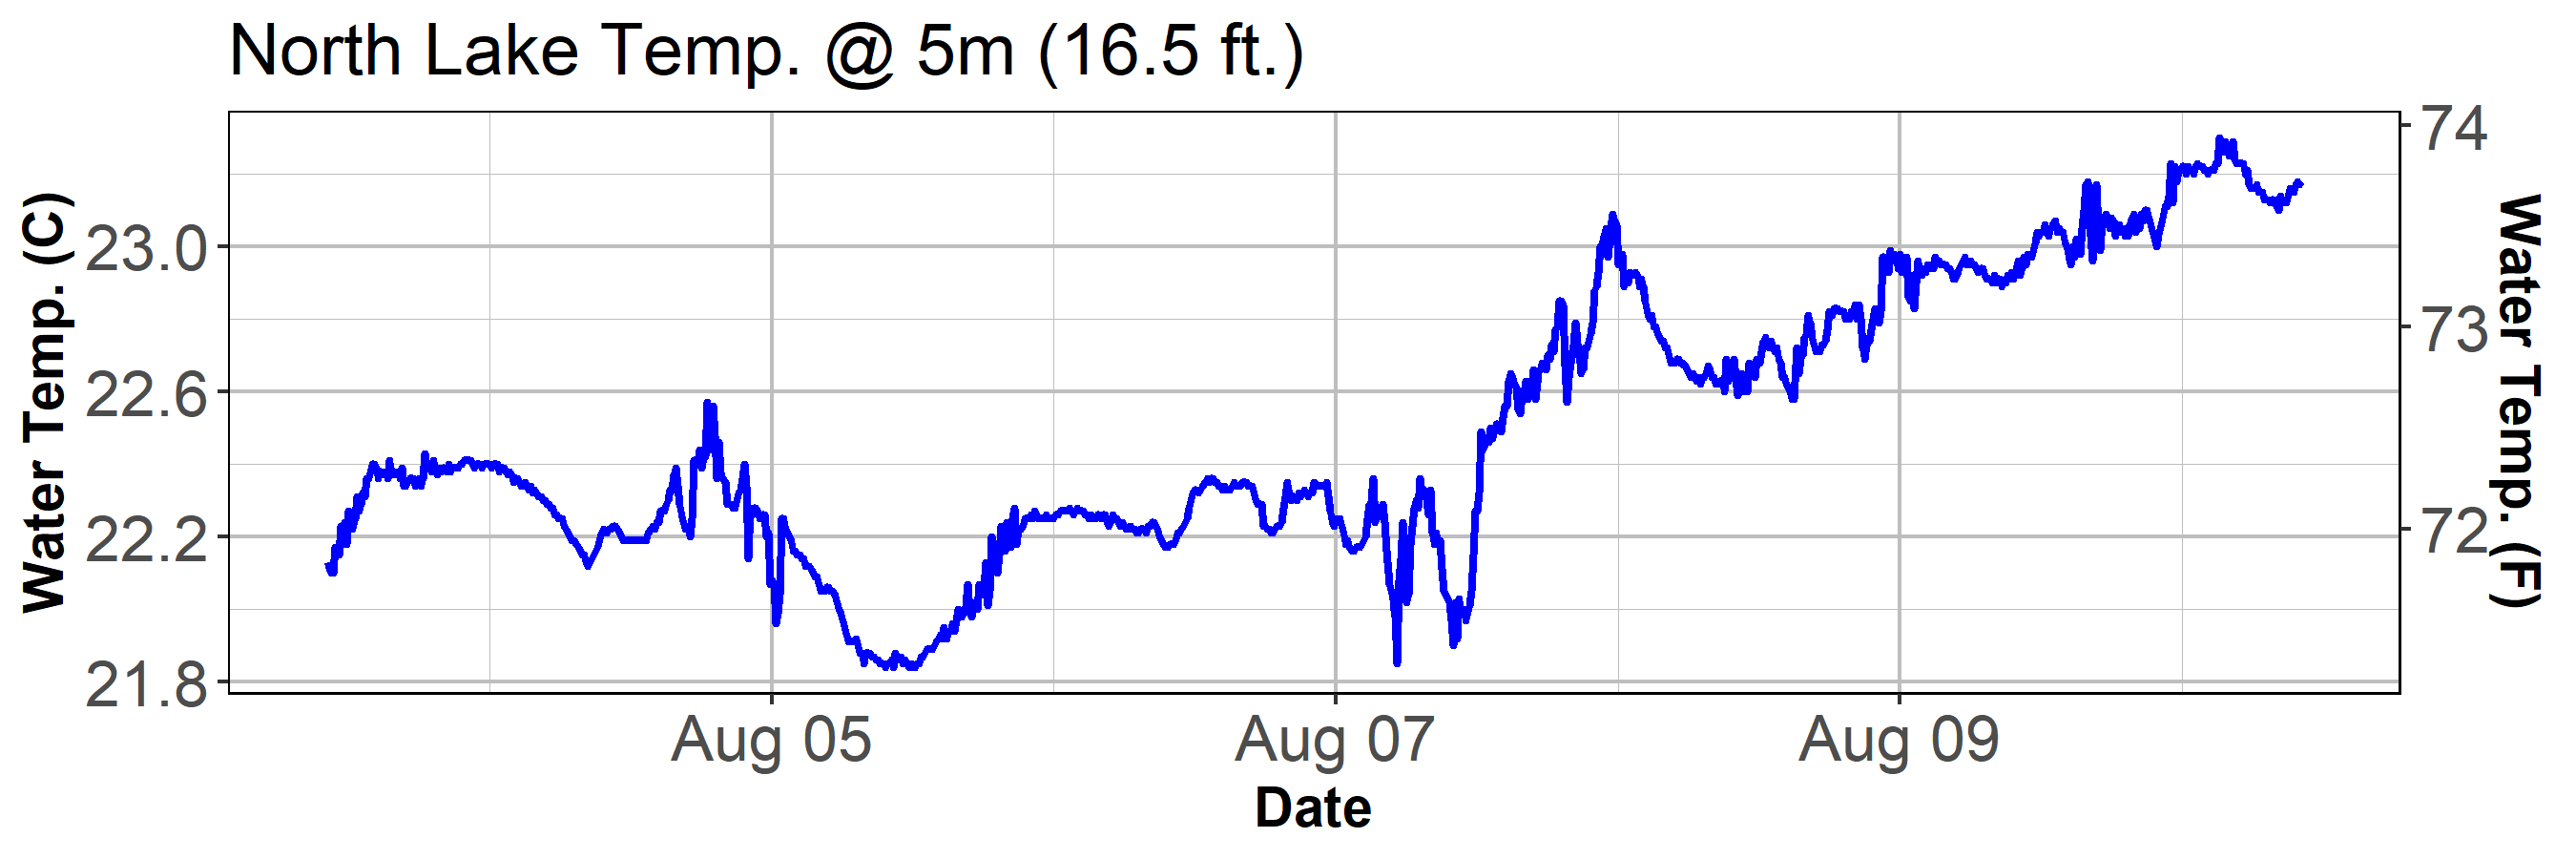 North Lake Temp. @ 5m (16.5 ft.)
Water Temp. (C)
23.0
22.6
22.2
21.8
74
73
72
Water Temp. (F)
Aug 05
Aug 07
Aug 09
Date